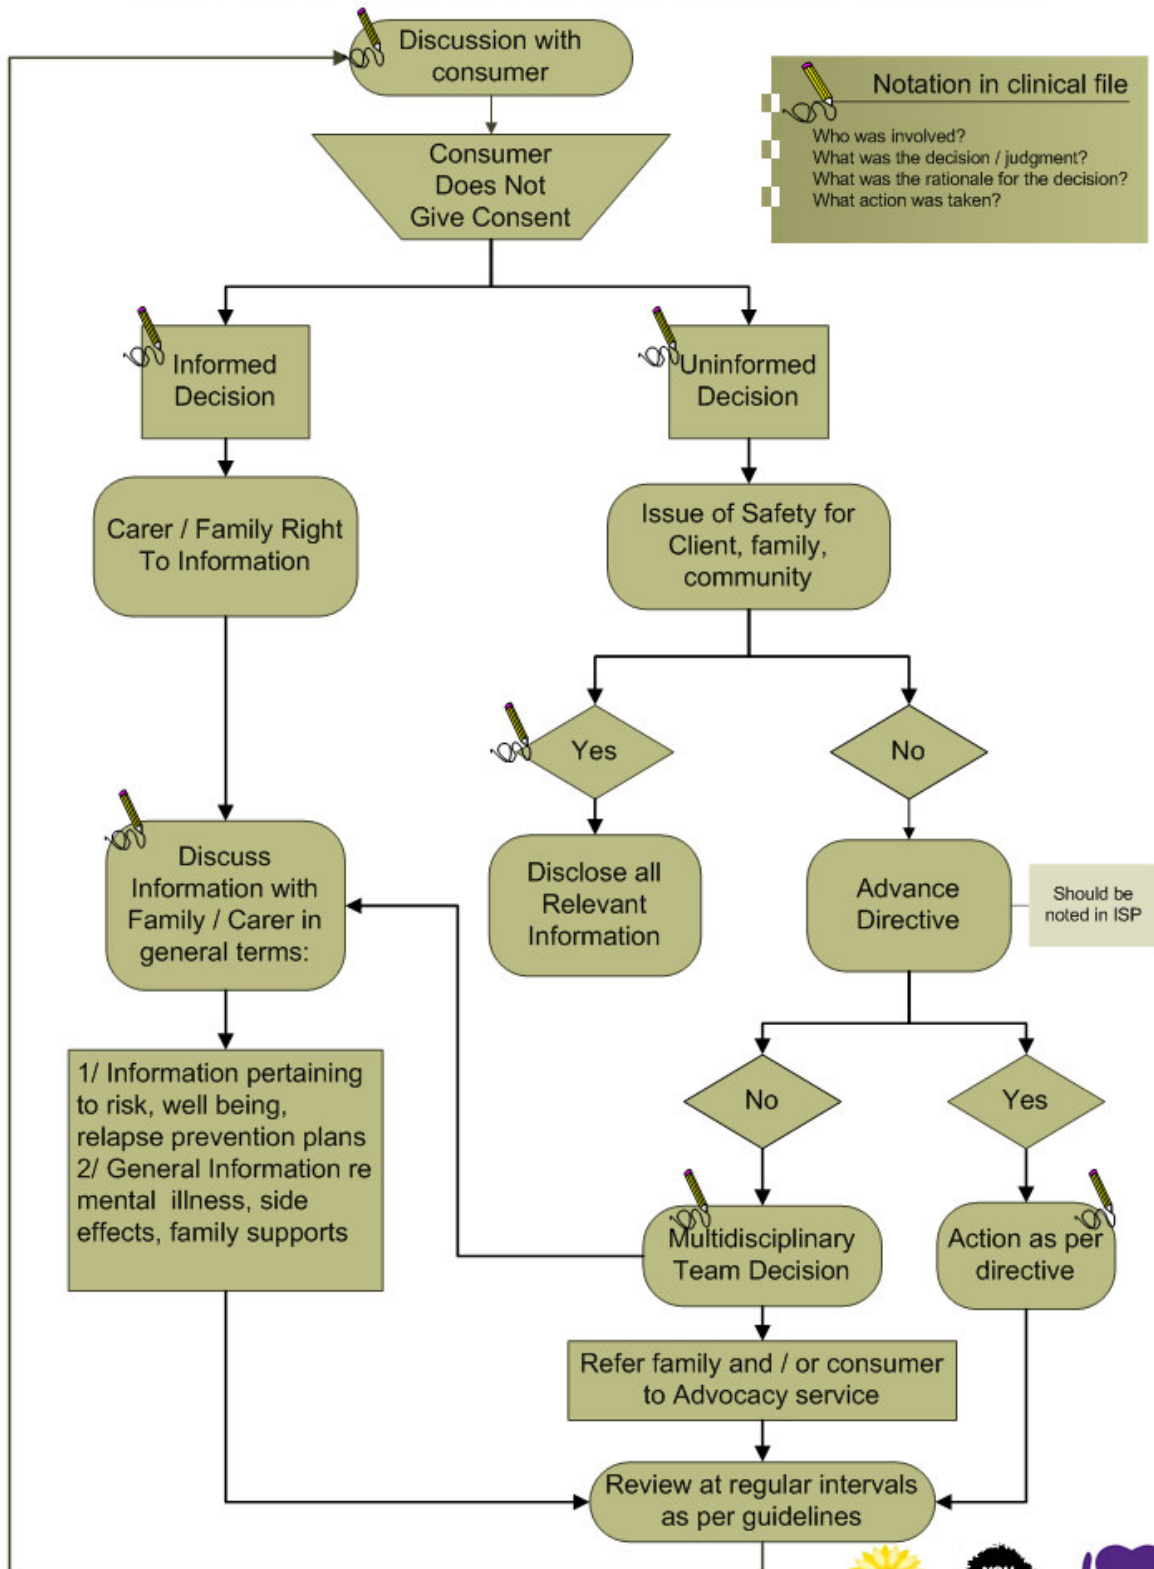 Discussion with
consumer
Notation in clinical file
Who was involved?
What was the decision / judgment?
What was the rationale for the decision?
What action was taken?
Consumer
Does Not
Give Consent
Informed
Decision
Uninformed
Decision
Carer / Family Right
To Information
Issue of Safety for
Client, family,
community
Yes
No
Discuss
Information with
Family / Carer in
general terms:
Disclose all
Relevant
Information
Advance
Directive
Should be
noted in ISP
1/ Information pertaining
to risk, well being,
relapse prevention plans
2/ General Information re
mental illness, side
effects, family supports
No
Yes
Multidisciplinary
Team Decision
Action as per
directive
Refer family and / or consumer
to Advocacy service
Review at regular intervals
as per guidelines
YOU